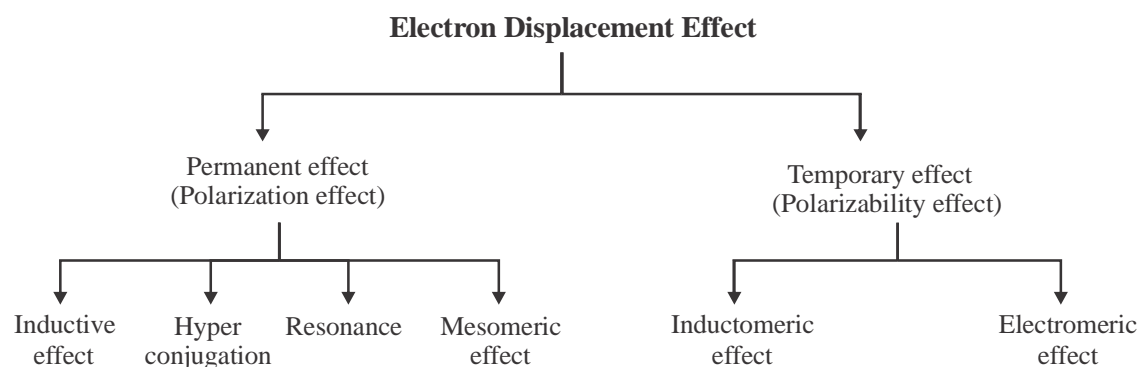 Electron Displacement Effect
Permanent effect
(Polarization effect)
Temporary effect
(Polarizability effect)
Inductive
effect
Hyper
conjugation
Resonance
Mesomeric
effect
Inductomeric
effect
Electromeric
effect